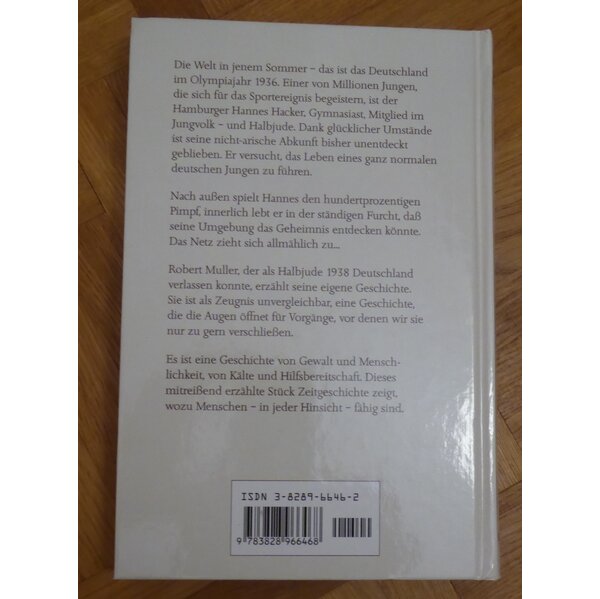 Die Welt in jenem Sommer – das ist das Deutschland
im Olympiajahr 1936. Einer von Millionen Jungen,
die sich für das Sportereignis begeistern, ist der
Hamburger Hannes Hacker, Gymnasiast, Mitglied im
Jungvolk – und Halbjude. Dank glücklicher Umstände
ist seine nicht-arische Abkunft bisher unentdeckt
geblieben. Er versucht, das Leben eines ganz normalen
deutschen Jungen zu führen.
Nach außen spielt Hannes den hundertprozentigen
Pimpf, innerlich lebt er in der ständigen Furcht, daß
seine Umgebung das Geheimnis entdecken könnte.
Das Netz zieht sich allmählich zu...
Robert Muller, der als Halbjude 1938 Deutschland
verlassen konnte, erzählt seine eigene Geschichte.
Sie ist als Zeugnis unvergleichbar, eine Geschichte,
die die Augen öffnet für Vorgänge, vor denen wir sie
nur zu gern verschließen.
Es ist eine Geschichte von Gewalt und Mensch-
lichkeit, von Kälte und Hilfsbereitschaft. Dieses
mitreißend erzählte Stück Zeitgeschichte zeigt,
wozu Menschen – in jeder Hinsicht – fähig sind.
ISBN 3-8289-6646-2
9 783828 966468